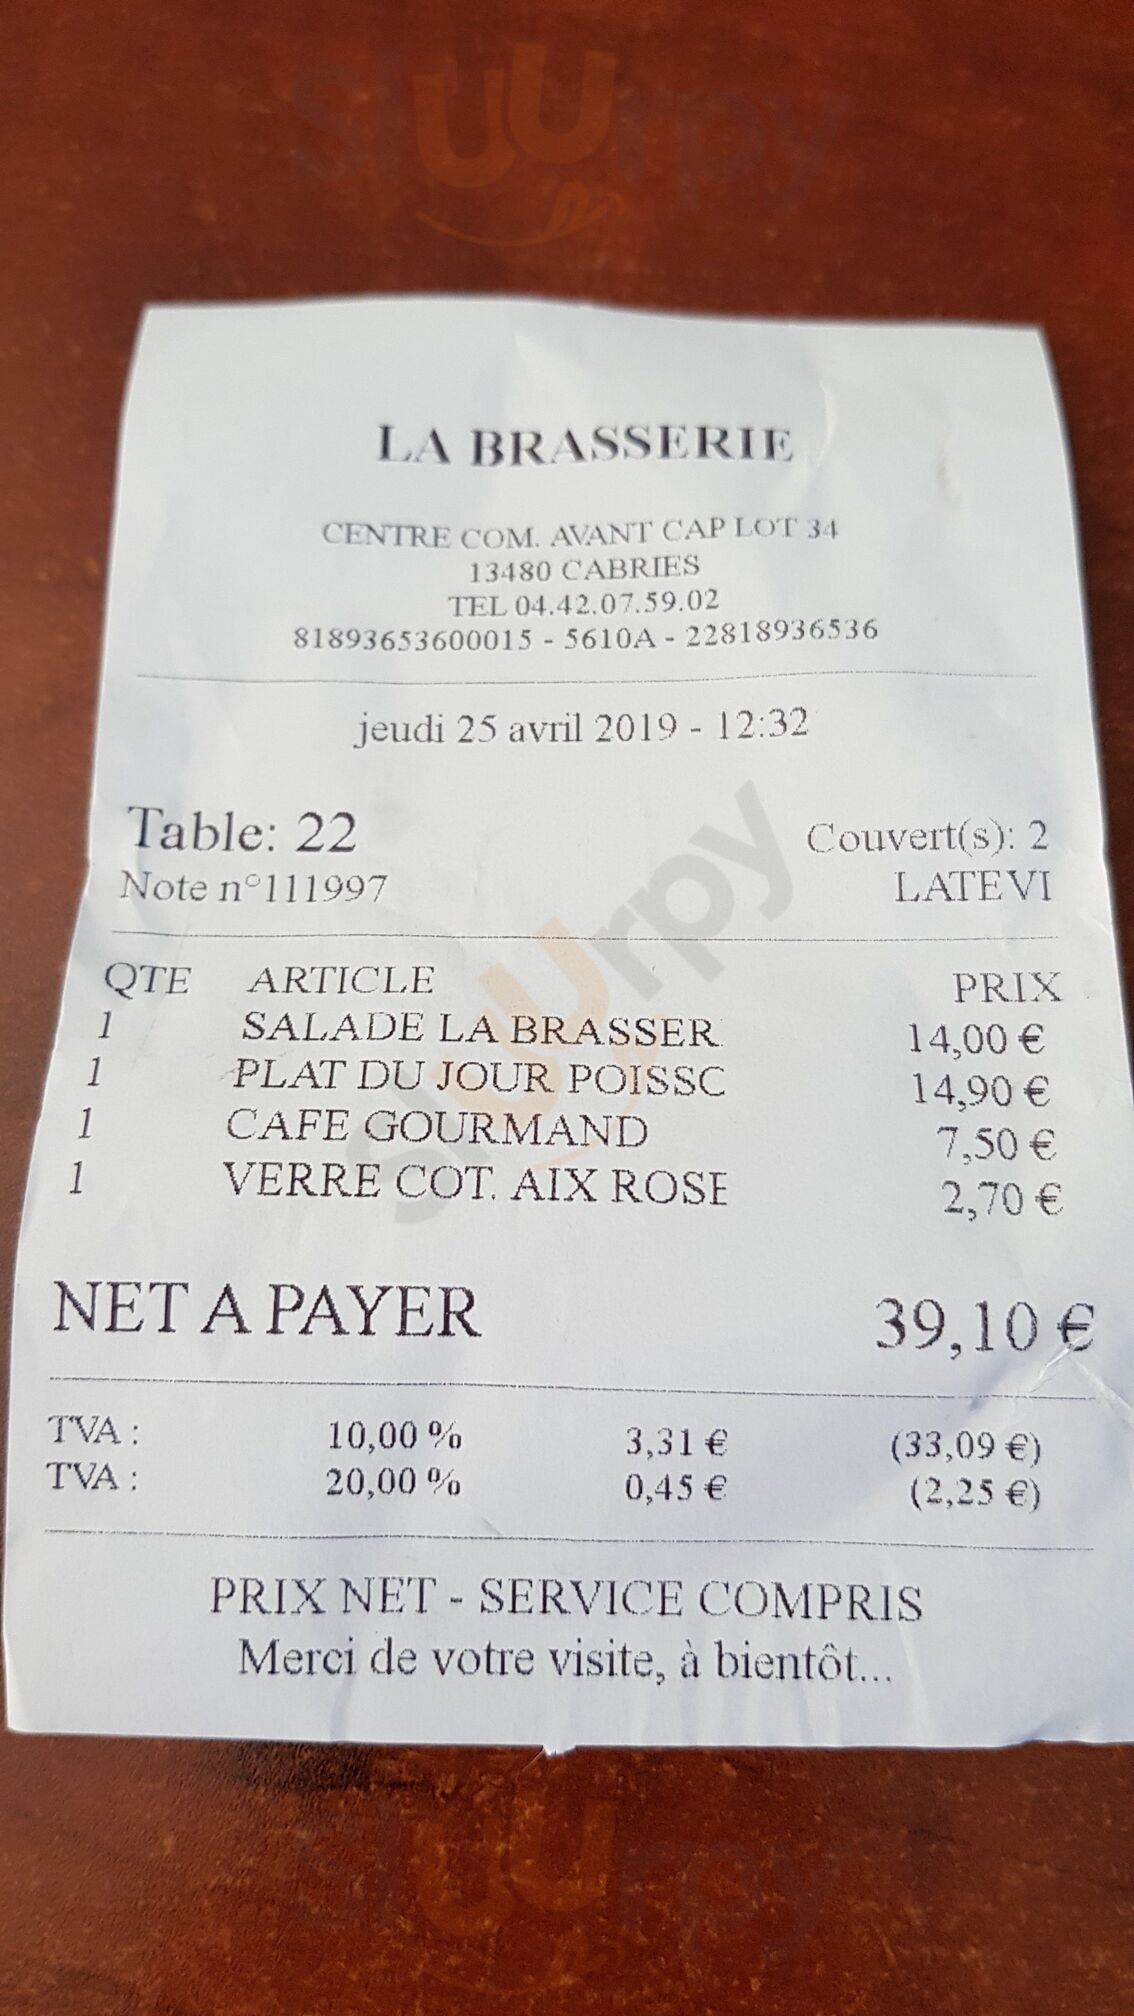 slUUrpy
LA BRASSERIE
CENTRE COM. AVANT CAP LOT 34
13480 CABRIES
TEL 04.42.07.59.02
81893653600015 - 5610A - 22818936536
jeudi 25 avril 2019 - 12:32
Table: 22 Couvert(s): 2
Note n°111997 LATEVI
slUUrpy
QTE ARTICLE PRIX
1 SALADE LA BRASSER 14,00 €
1 PLAT DU JOUR POISSC 14,90 €
1 CAFE GOURMAND 7,50 €
1 VERRE COT. AIX ROSE 2,70 €
NET A PAYER 39,10 €
TVA : 10,00 % 3,31 € (33,09 €)
TVA : 20,00 % 0,45 € (2,25 €)
PRIX NET - SERVICE COMPRIS
Merci de votre visite, à bientôt...
slUUrpy